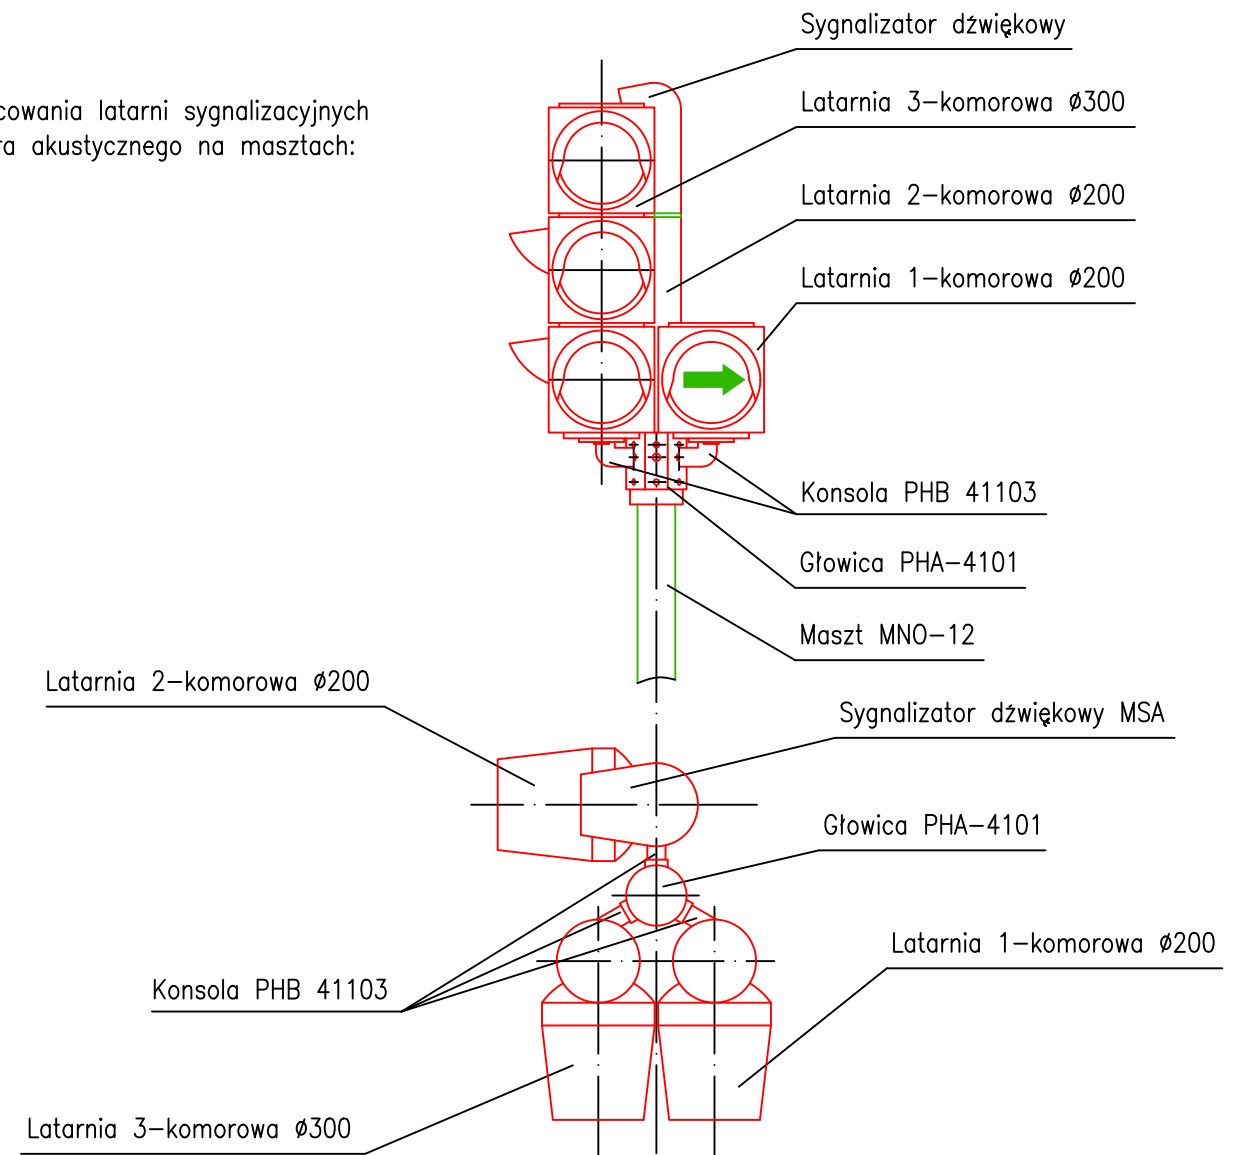 Sygnalizator dźwiękowy
latarni sygnalizacyjnych
Latarnia 3-komorowa ø300
akustycznego na masztach:
Latarnia 2-komorowa ø200
Latarnia 1-komorowa ø200
Konsola PHB 41103
Głowica PHA-4101
Maszt MNO-12
Latarnia 2-komorowa ø200
Sygnalizator dźwiękowy MSA
Głowica PHA-4101
Latarnia 1-komorowa ø200
Konsola PHB 41103
Latarnia 3-komorowa ø300